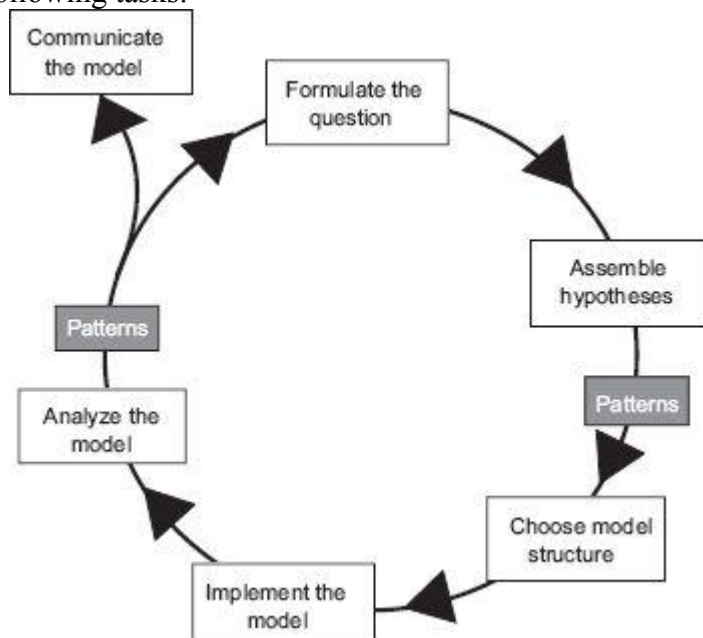 following tasks:
Communicate
the model
Formulate the
question
Assemble
hypotheses
Patterns
Choose model
structure
Implement the
model
Analyze the
model
Patterns